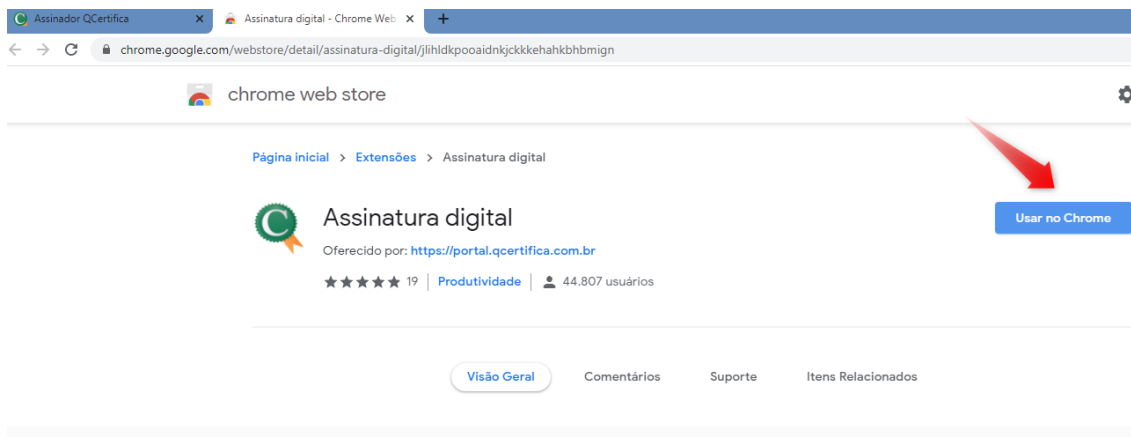 Assinador QCertifica
Assinatura digital - Chrome Web
chrome.google.com/webstore/detail/assinatura-digital/jlihldkpooaidnkjckkkehahkbhbmign
chrome web store
Página inicial > Extensões > Assinatura digital
Assinatura digital
Usar no Chrome
Oferecido por: https://portal.qcertifica.com.br
19 | Produtividade | 44.807 usuários
Visão Geral Comentários Suporte Itens Relacionados